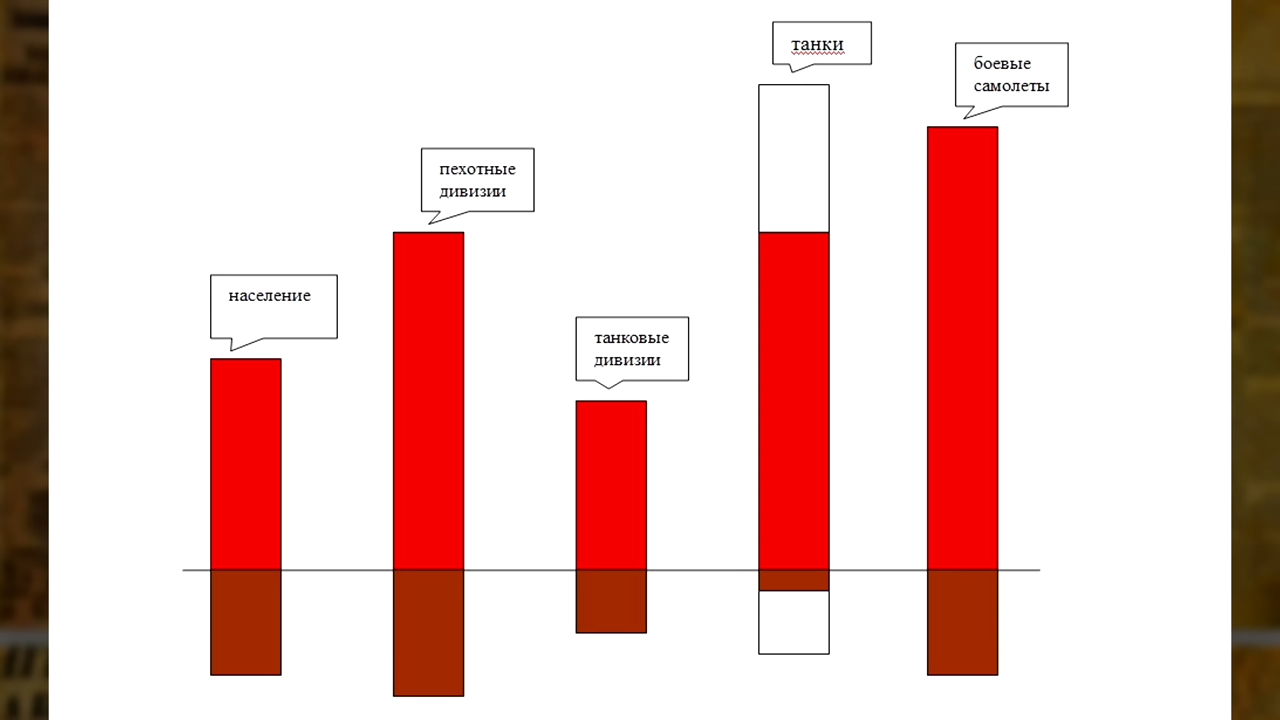 население
пехотные
дивизии
танковые
дивизии
танки
боевые
самолеты